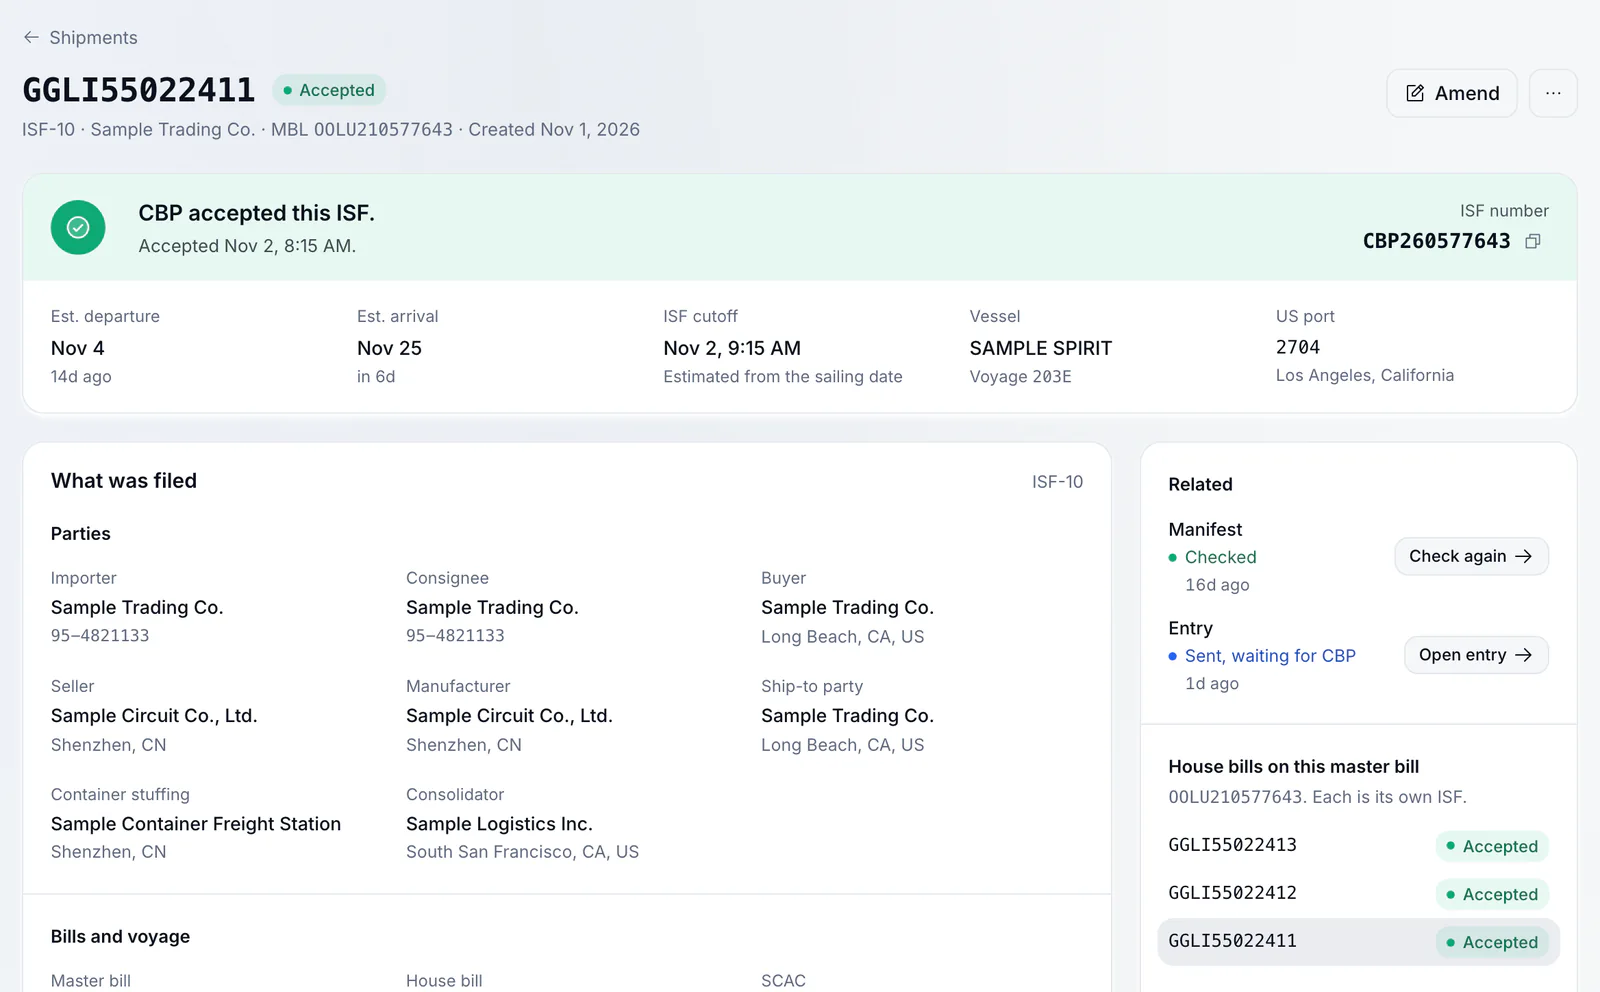 ← Shipments
GGLI55022411
Accepted
Amend
...
ISF-10 · Sample Trading Co. · MBL OOLU210577643 · Created Nov 1, 2026
CBP accepted this ISF.
Accepted Nov 2, 8:15 AM.
ISF number
CBP260577643
Est. departure
Nov 4
14d ago
Est. arrival
Nov 25
in 6d
ISF cutoff
Nov 2, 9:15 AM
Estimated from the sailing date
Vessel
SAMPLE SPIRIT
Voyage 203E
US port
2704
Los Angeles, California
What was filed
ISF-10
Parties
Importer
Sample Trading Co.
95–4821133
Consignee
Sample Trading Co.
95–4821133
Buyer
Sample Trading Co.
Long Beach, CA, US
Seller
Sample Circuit Co., Ltd.
Shenzhen, CN
Manufacturer
Sample Circuit Co., Ltd.
Shenzhen, CN
Ship-to party
Sample Trading Co.
Long Beach, CA, US
Container stuffing
Sample Container Freight Station
Shenzhen, CN
Consolidator
Sample Logistics Inc.
South San Francisco, CA, US
Bills and voyage
Master bill
House bill
SCAC
Related
Manifest
Checked
16d ago
Check again →
Entry
Sent, waiting for CBP
1d ago
Open entry →
House bills on this master bill
OOLU210577643. Each is its own ISF.
GGLI55022413
Accepted
GGLI55022412
Accepted
GGLI55022411
Accepted